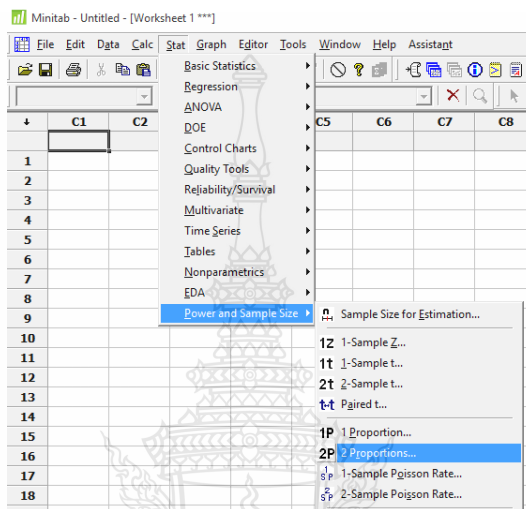 Minitab - Untitled - [Worksheet 1 ***]
File Edit Data Calc Stat Graph Editor Tools Window Help Assistant
Basic Statistics
Regression
ANOVA
DOE
Control Charts
Quality Tools
Reliability/Survival
Multivariate
Time Series
Tables
Nonparametrics
EDA
Power and Sample Size
Sample Size for Estimation...
1Z 1-Sample Z...
1t 1-Sample t...
2t 2-Sample t...
t-t Paired t...
1P 1 Proportion...
2P 2 Proportions...
1 S P 1-Sample Poisson Rate...
2 S P 2-Sample Poisson Rate...
C1 C2 C5 C6 C7 C8
1
2
3
4
5
6
7
8
9
10
11
12
13
14
15
16
17
18